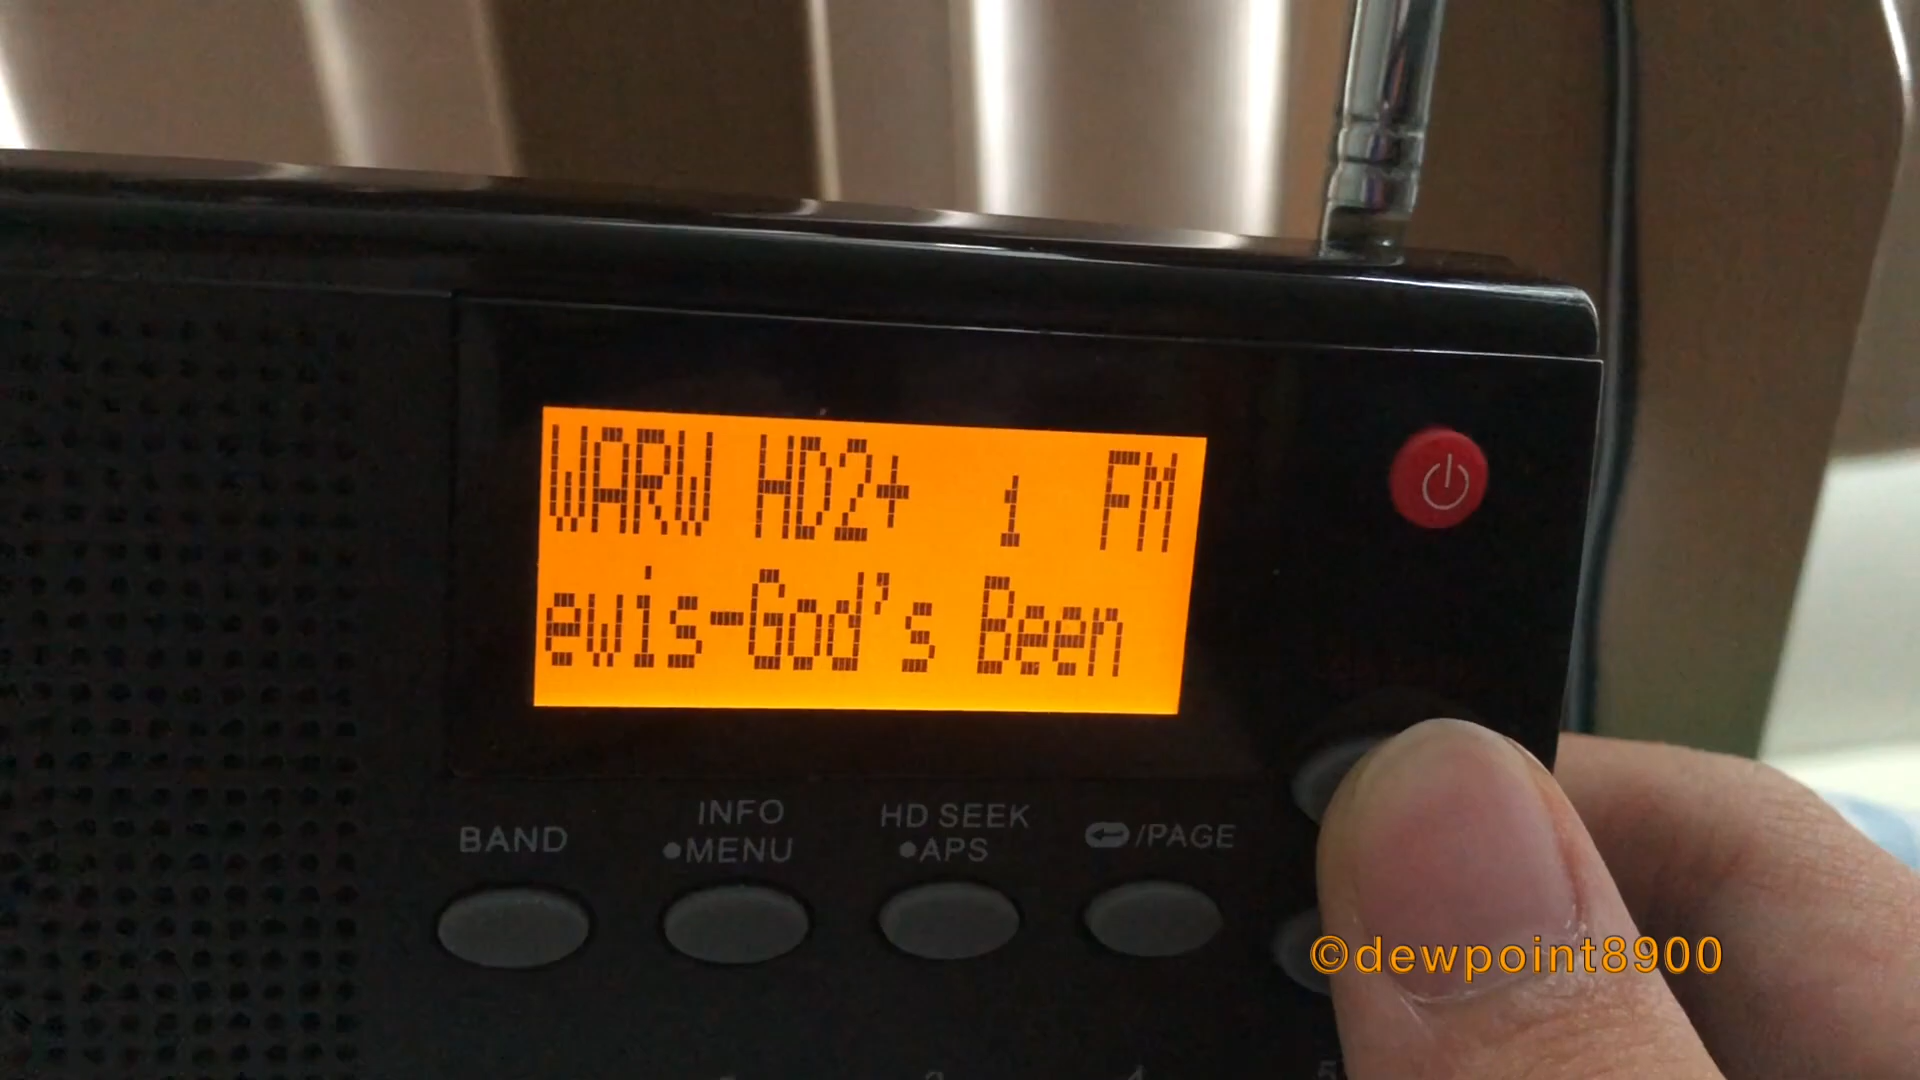 WARW HD2+ 1 FM
ewis-God's Been
BAND
INFO
•MENU
HD SEEK
•APS
/PAGE
©dewpoint8900